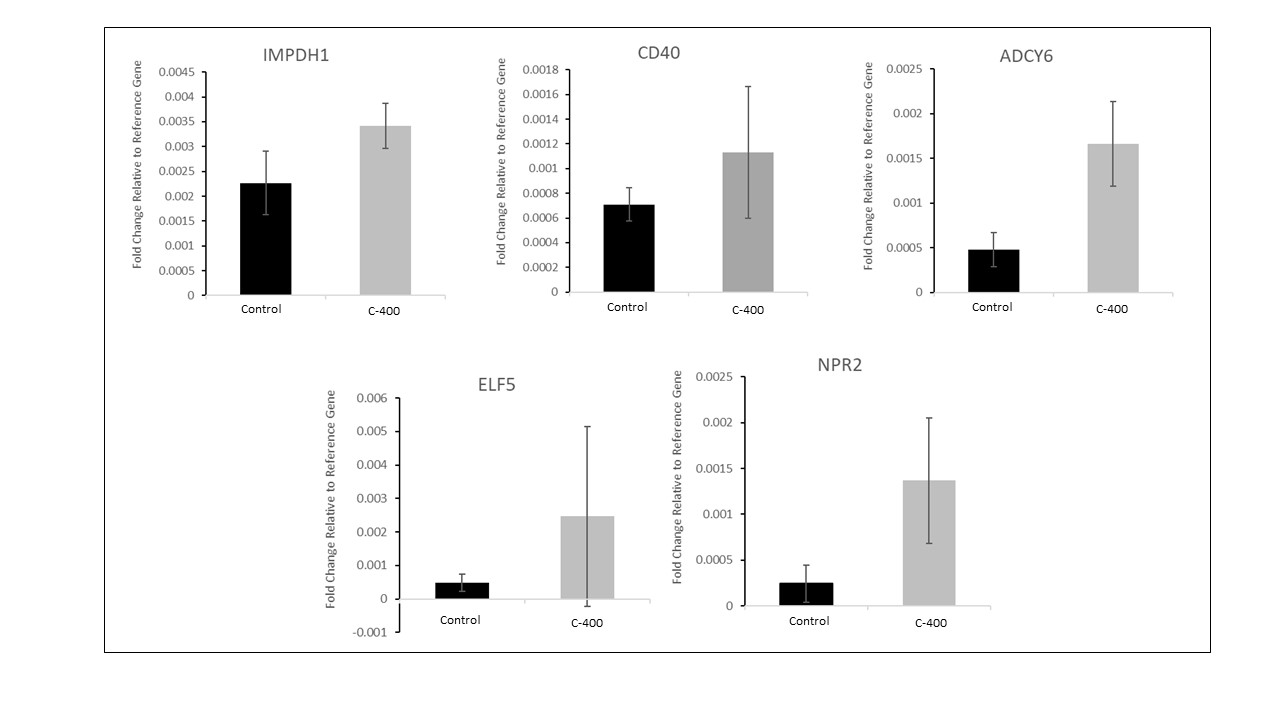 IMPDH1
Fold Change Relative to Reference Gene
0.0045
0.004
0.0035
0.003
0.0025
0.002
0.0015
0.001
0.0005
0
Control
C-400
CD40
Fold Change Relative to Reference Gene
0.0018
0.0016
0.0014
0.0012
0.001
0.0008
0.0006
0.0004
0.0002
0
Control
C-400
ADCY6
Fold Change Relative to Reference Gene
0.0025
0.002
0.0015
0.001
0.0005
0
Control
C-400
ELF5
Fold Change Relative to Reference Gene
0.006
0.005
0.004
0.003
0.002
0.001
0
-0.001
Control
C-400
NPR2
Fold Change Relative to Reference Gene
0.0025
0.002
0.0015
0.001
0.0005
0
Control
C-400